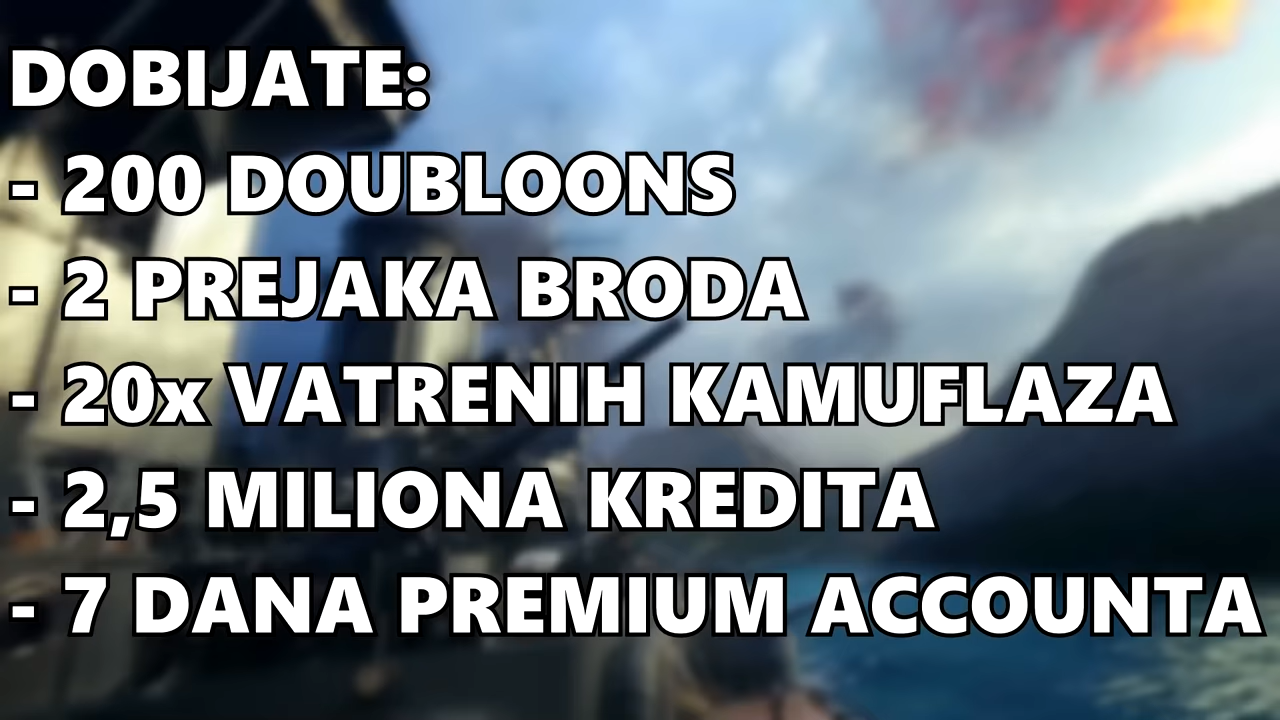 DOBIJATE:
- 200 DOUBLOONS
- 2 PREJAKA BRODA
- 20x VATRENIH KAMUFLAZA
- 2,5 MILIONA KREDITA
- 7 DANA PREMIUM ACCOUNTA